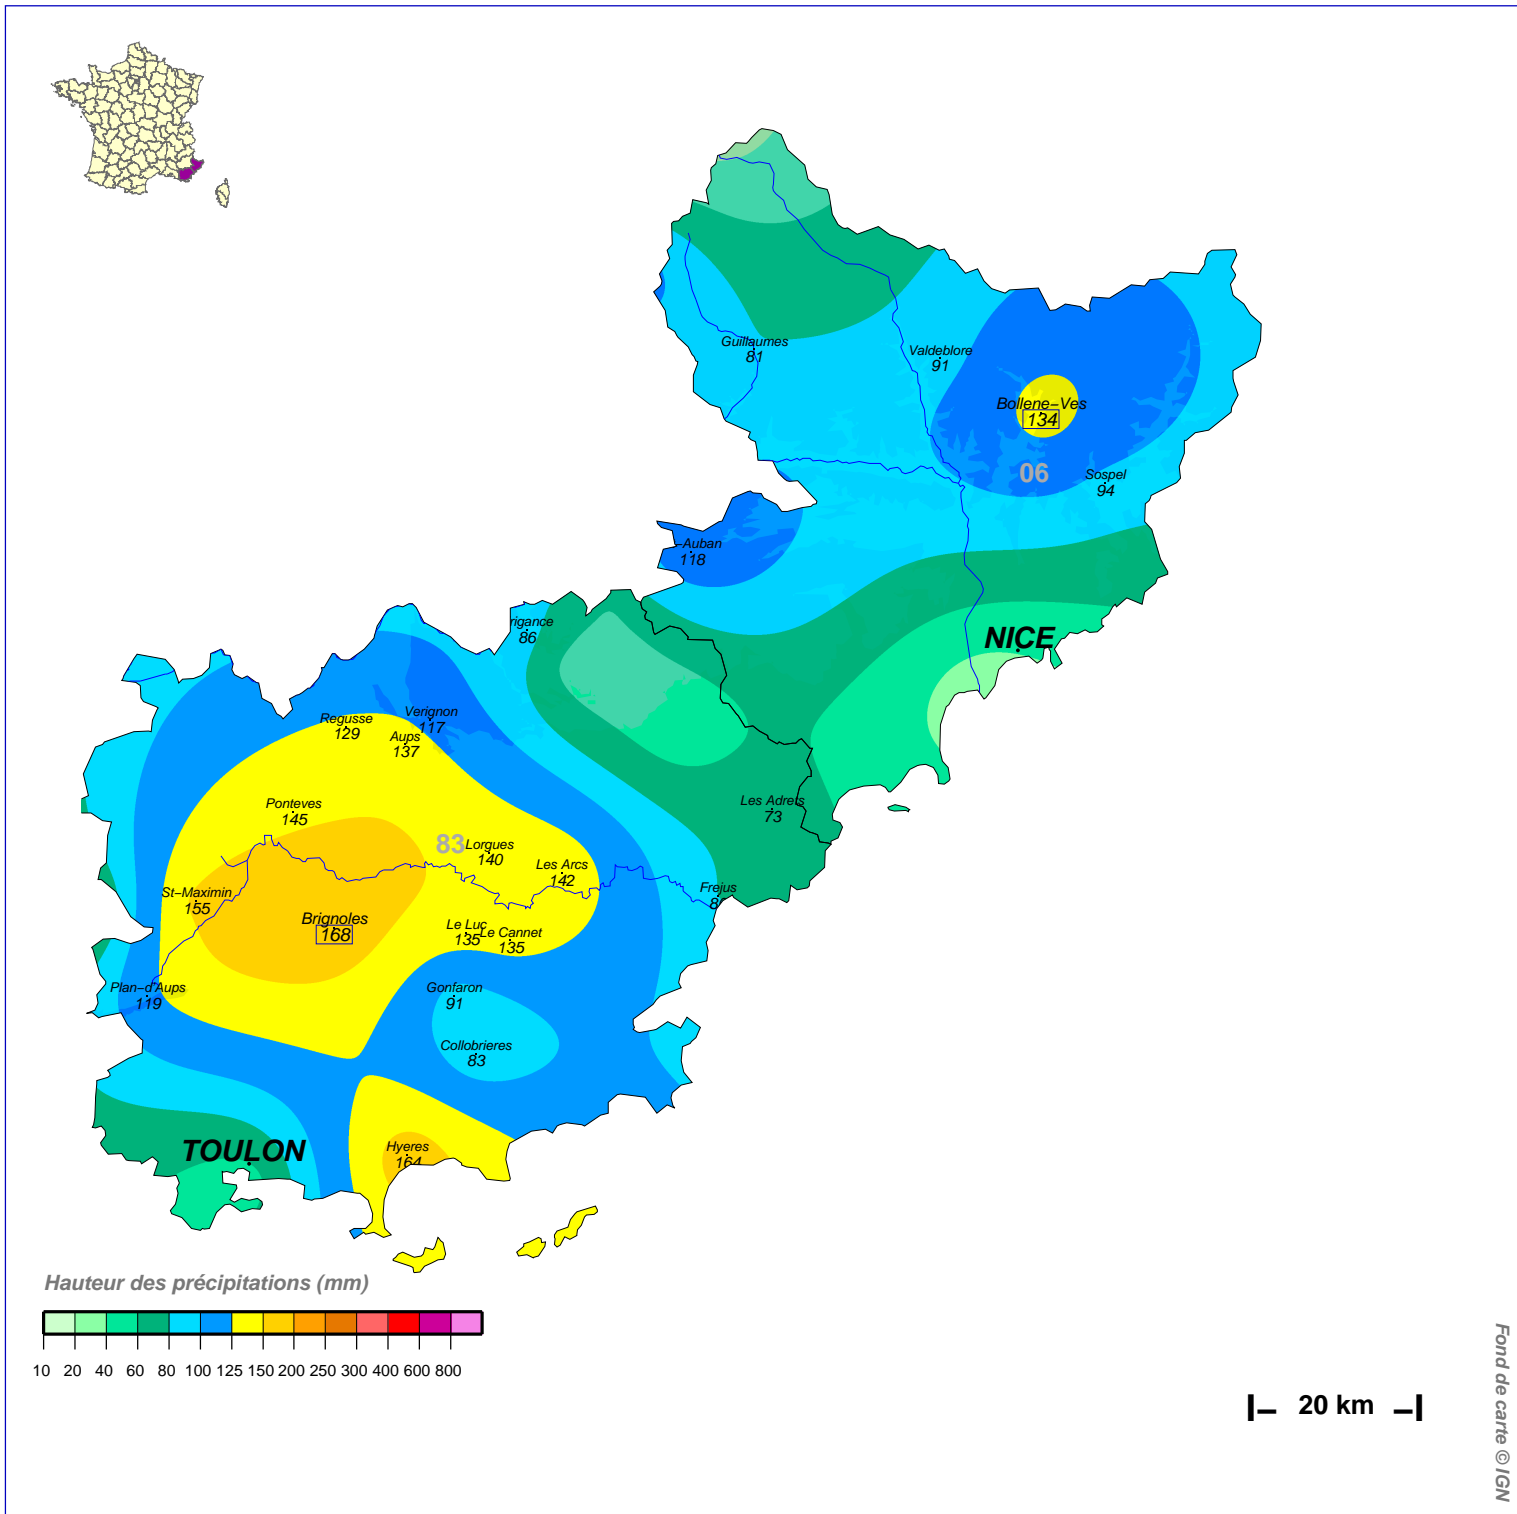 Guillaumes
81
Valdeblore
91
Bollene-Ves
134
06
Sospel
94
-Auban
118
rigance
86
NICE
Verignon
117
Regusse
129
Aups
137
Ponteves
145
Les Adrets
73
83
Lorgues
140
Les Arcs
142
St-Maximin
155
Frejus
Brignoles
168
Le Luc
135
Le Cannet
135
Plan-d'Aups
119
Gonfaron
91
Collobrieres
83
TOULON
Hyeres
164
Hauteur des précipitations (mm)
10 20 40 60 80 100 125 150 200 250 300 400 600 800
20 km
Fond de carte © IGN